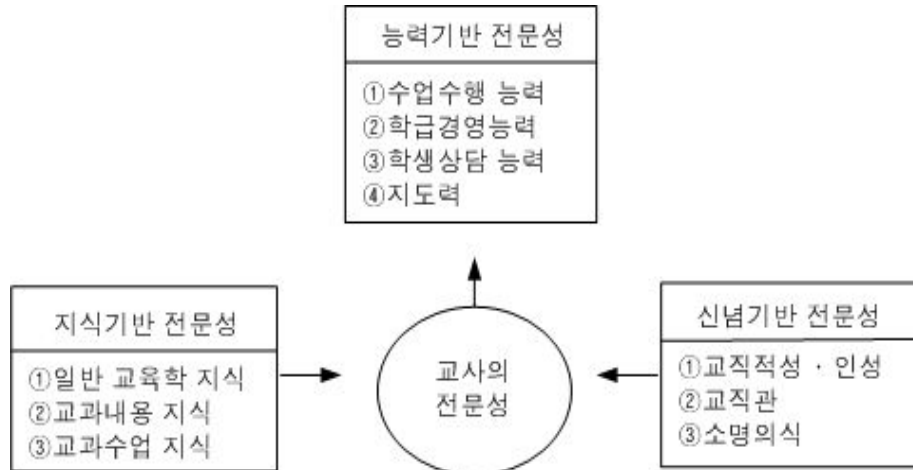 능력기반 전문성
①수업수행 능력
②학급경영능력
③학생상담 능력
④지도력
지식기반 전문성
①일반 교육학 지식
②교과내용 지식
③교과수업 지식
교사의
전문성
신념기반 전문성
①교직적성 · 인성
②교직관
③소명의식